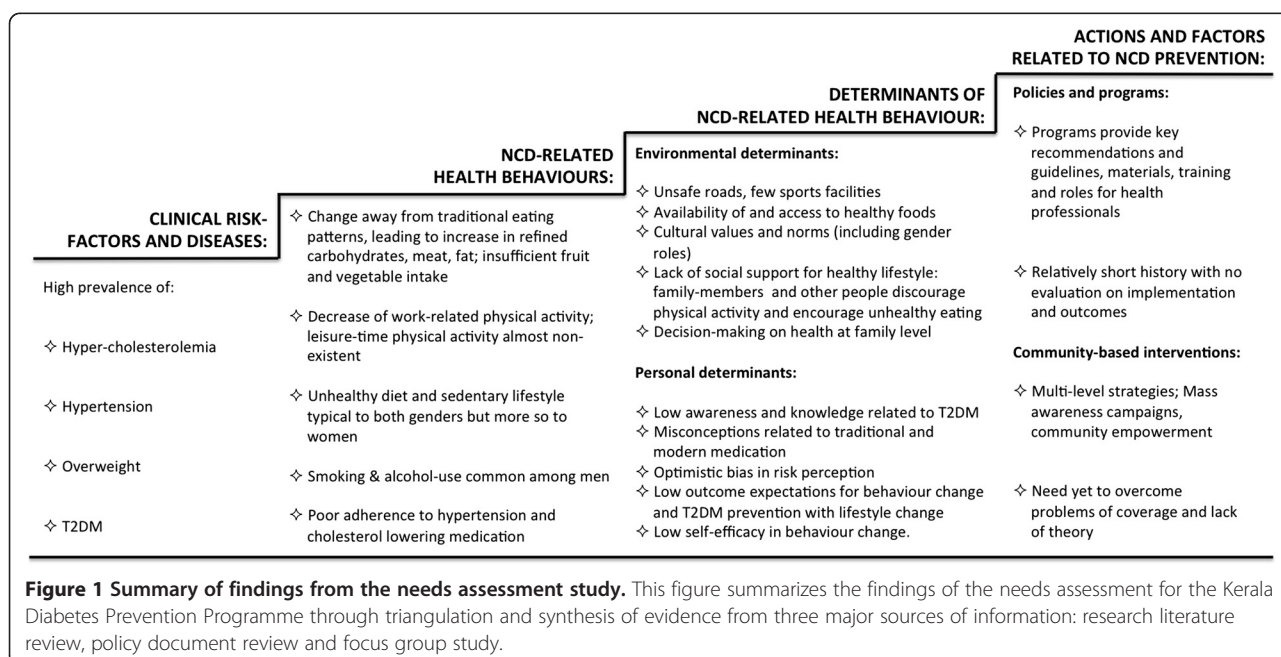 CLINICAL RISK-
FACTORS AND DISEASES:
High prevalence of:
✧ Hyper-cholesterolemia
✧ Hypertension
✧ Overweight
✧ T2DM
NCD-RELATED
HEALTH BEHAVIOURS:
✧ Change away from traditional eating
patterns, leading to increase in refined
carbohydrates, meat, fat; insufficient fruit
and vegetable intake
✧ Decrease of work-related physical activity;
leisure-time physical activity almost non-
existent
✧ Unhealthy diet and sedentary lifestyle
typical to both genders but more so to
women
✧ Smoking & alcohol-use common among men
✧ Poor adherence to hypertension and
cholesterol lowering medication
DETERMINANTS OF
NCD-RELATED HEALTH BEHAVIOUR:
Environmental determinants:
✧ Unsafe roads, few sports facilities
✧ Availability of and access to healthy foods
✧ Cultural values and norms (including gender
roles)
✧ Lack of social support for healthy lifestyle:
family-members and other people discourage
physical activity and encourage unhealthy eating
✧ Decision-making on health at family level
Personal determinants:
✧ Low awareness and knowledge related to T2DM
✧ Misconceptions related to traditional and
modern medication
✧ Optimistic bias in risk perception
✧ Low outcome expectations for behaviour change
and T2DM prevention with lifestyle change
✧ Low self-efficacy in behaviour change.
ACTIONS AND FACTORS
RELATED TO NCD PREVENTION:
Policies and programs:
✧ Programs provide key
recommendations and
guidelines, materials, training
and roles for health
professionals
✧ Relatively short history with no
evaluation on implementation
and outcomes
Community-based interventions:
✧ Multi-level strategies; Mass
awareness campaigns,
community empowerment
✧ Need yet to overcome
problems of coverage and lack
of theory
Figure 1 Summary of findings from the needs assessment study. This figure summarizes the findings of the needs assessment for the Kerala
Diabetes Prevention Programme through triangulation and synthesis of evidence from three major sources of information: research literature
review, policy document review and focus group study.